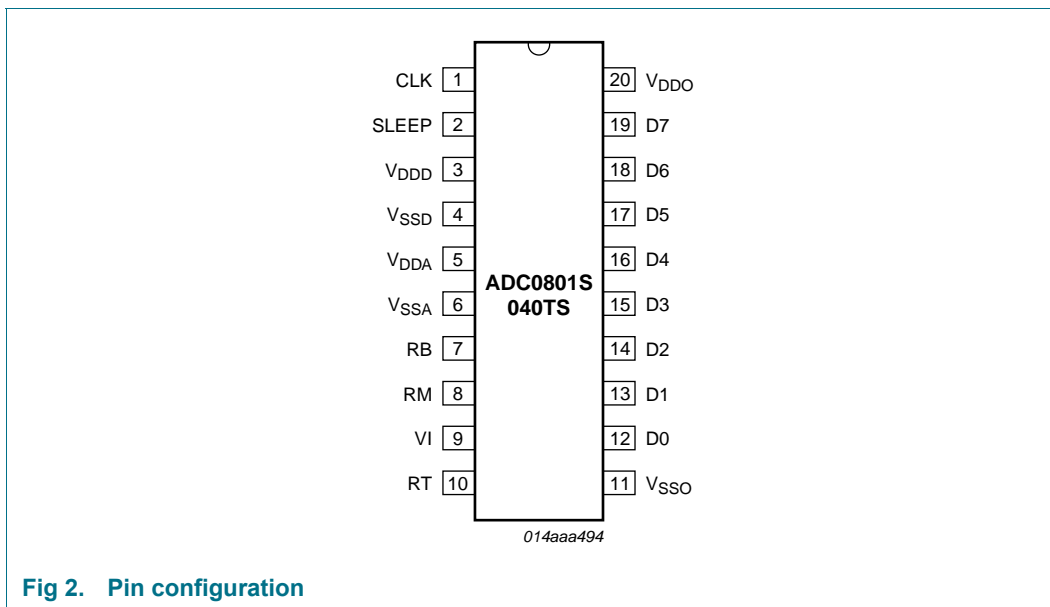 CLK 1
SLEEP 2
VDDD 3
VSSD 4
VDDA 5
VSSA 6
RB 7
RM 8
VI 9
RT 10
ADC0801S
040TS
20 VDDO
19 D7
18 D6
17 D5
16 D4
15 D3
14 D2
13 D1
12 D0
11 VSSO
014aaa494
Fig 2. Pin configuration